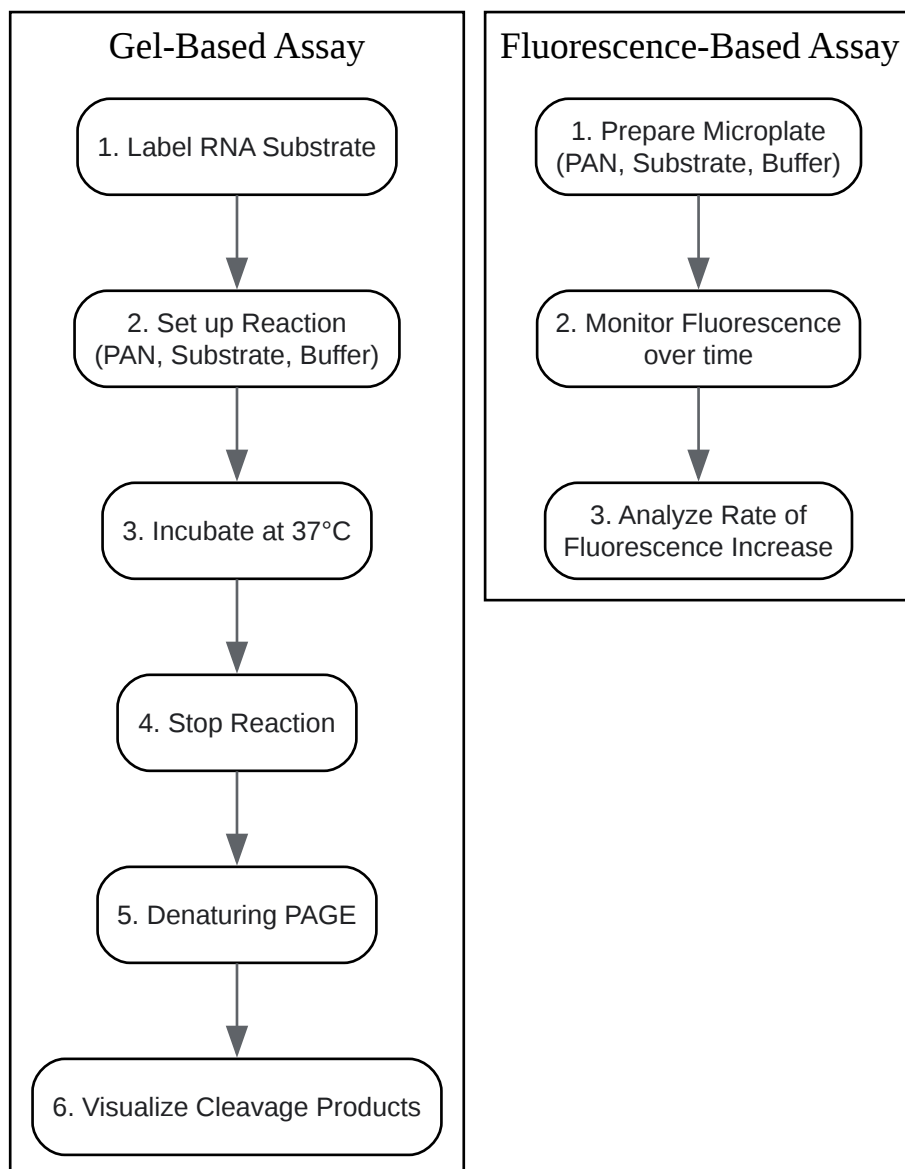 Gel-Based Assay
1. Label RNA Substrate
2. Set up Reaction
(PAN, Substrate, Buffer)
3. Incubate at 37°C
4. Stop Reaction
5. Denaturing PAGE
6. Visualize Cleavage Products
Fluorescence-Based Assay
1. Prepare Microplate
(PAN, Substrate, Buffer)
2. Monitor Fluorescence
over time
3. Analyze Rate of
Fluorescence Increase